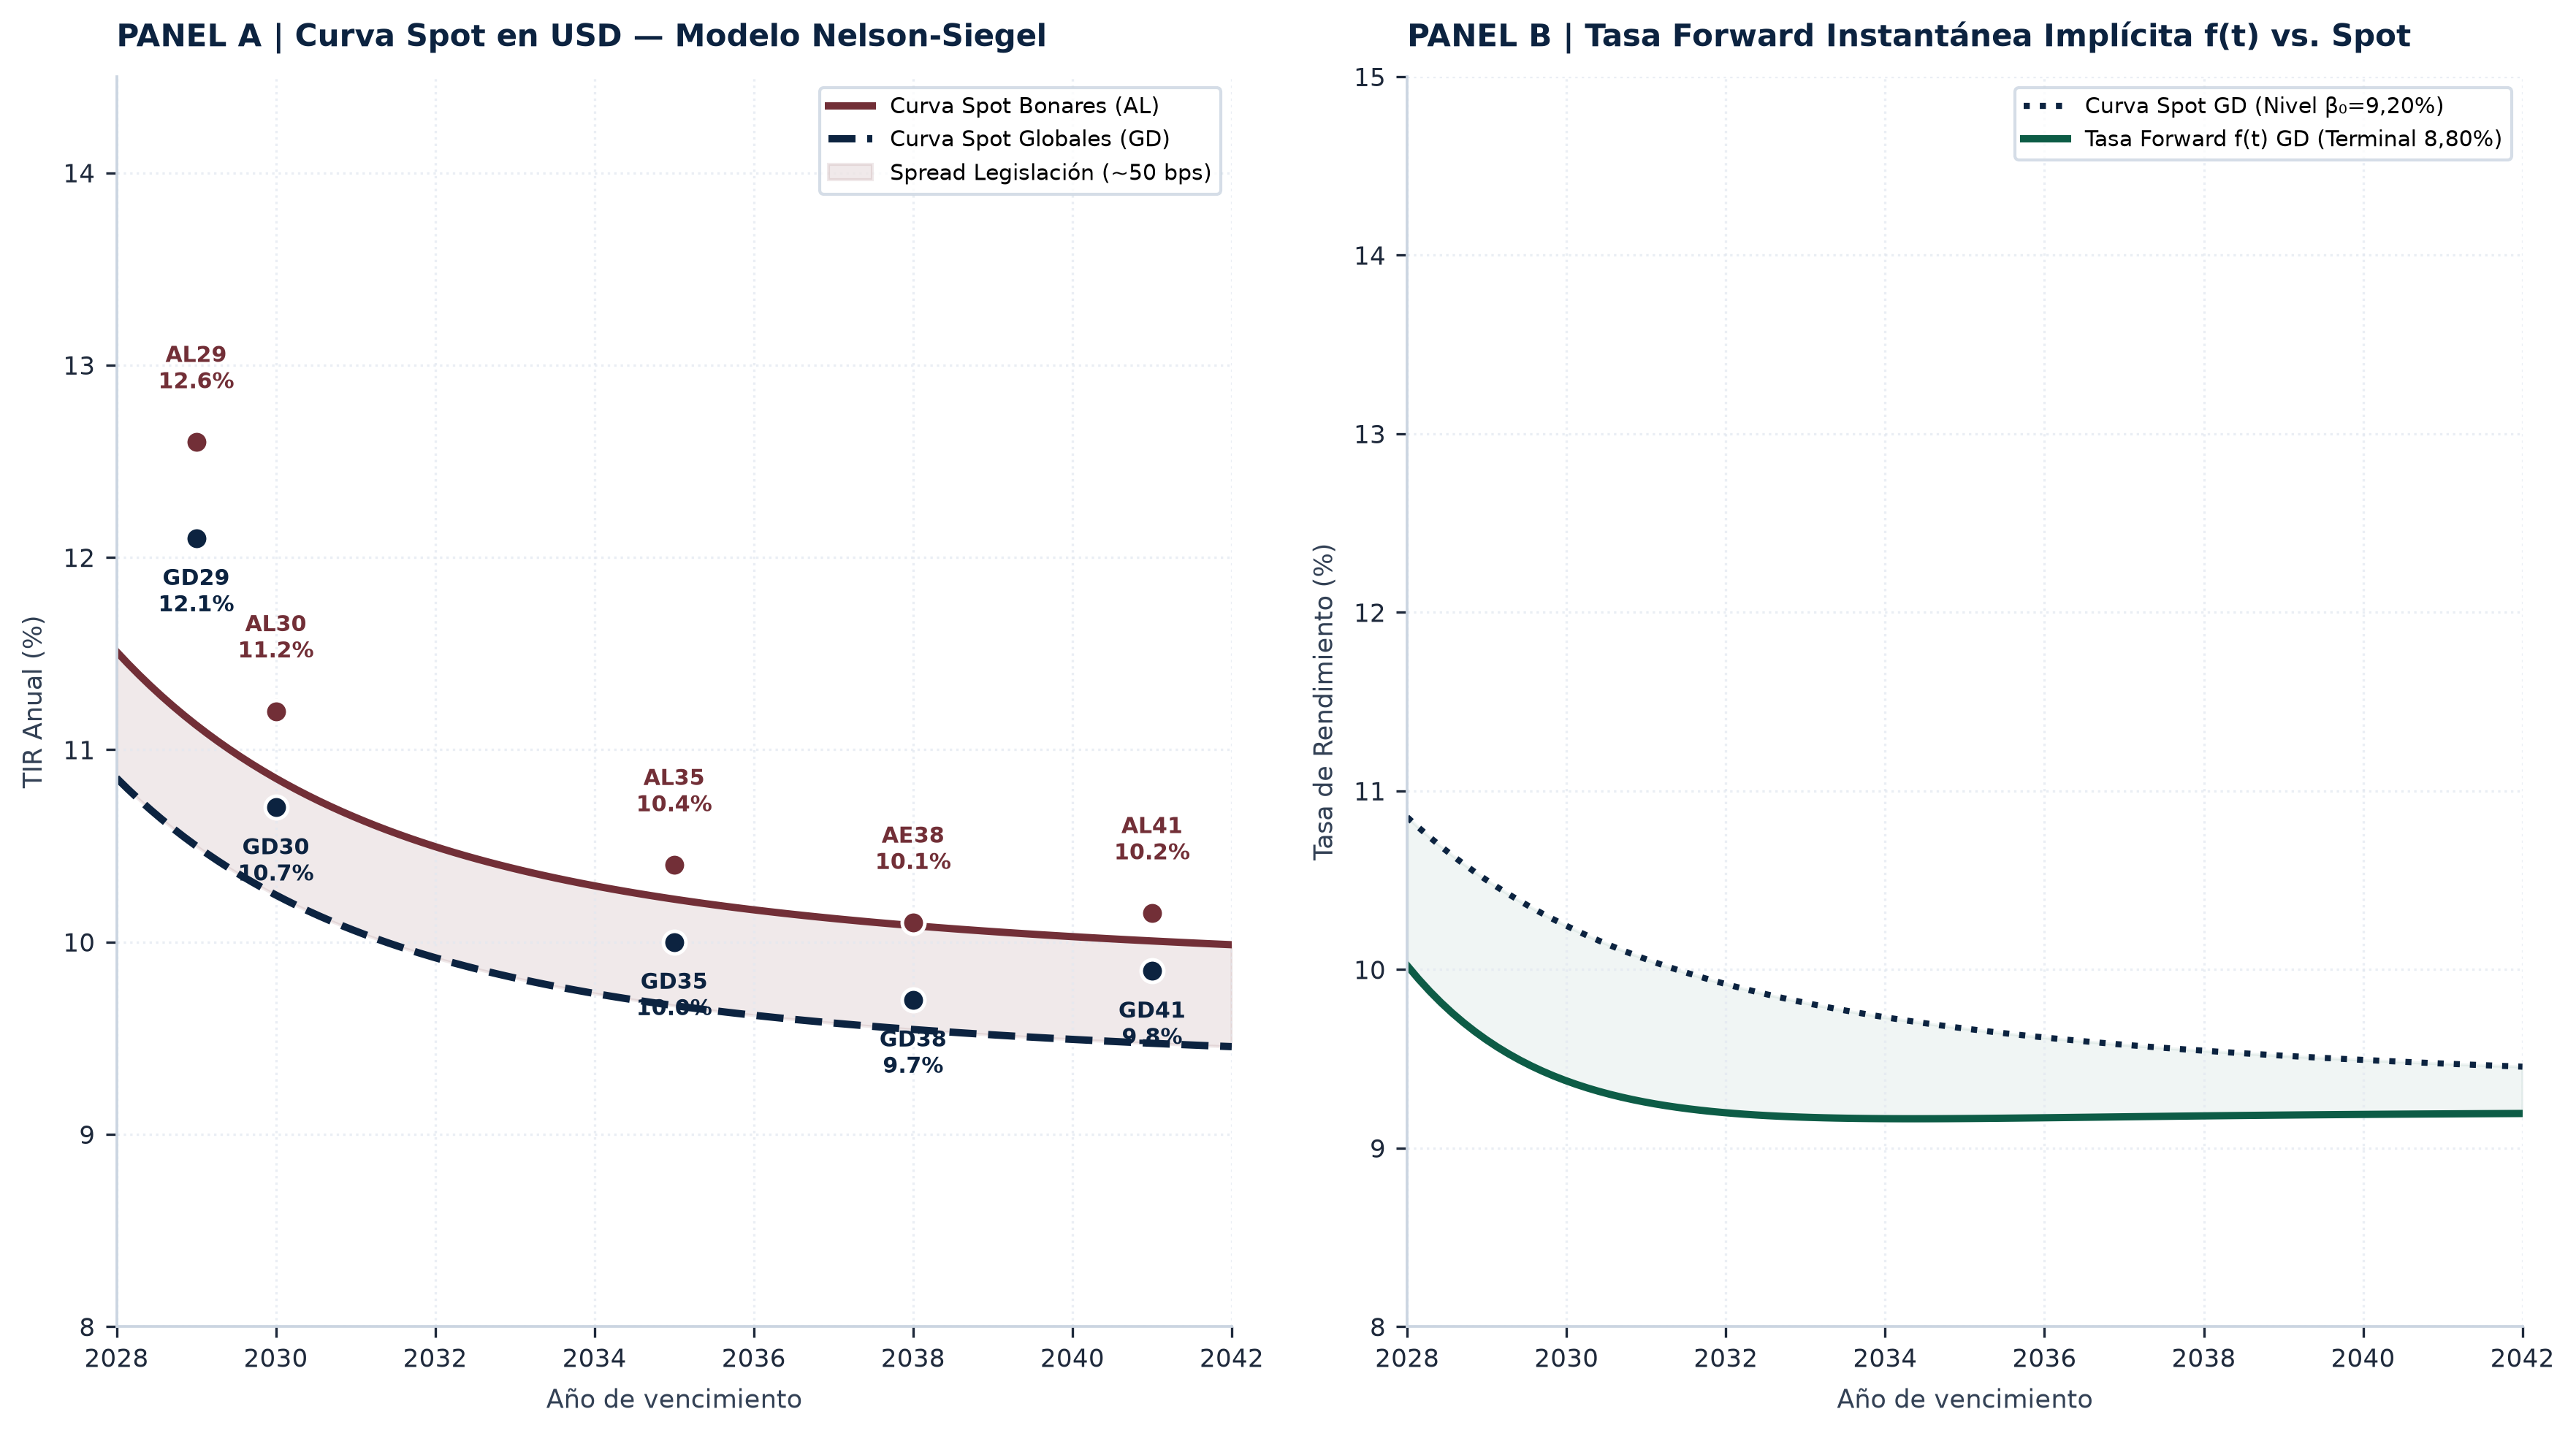 PANEL A | Curva Spot en USD — Modelo Nelson-Siegel
Curva Spot Bonares (AL)
Curva Spot Globales (GD)
Spread Legislación (~50 bps)
TIR Anual (%)
14
13
12
11
10
9
8
AL29
12.6%
GD29
12.1%
AL30
11.2%
GD30
10.7%
AL35
10.4%
GD35
10.0%
AE38
10.1%
GD38
9.7%
AL41
10.2%
GD41
9.8%
2028
2030
2032
2034
2036
2038
2040
2042
Año de vencimiento
PANEL B | Tasa Forward Instantánea Implícita f(t) vs. Spot
Curva Spot GD (Nivel β₀=9,20%)
Tasa Forward f(t) GD (Terminal 8,80%)
Tasa de Rendimiento (%)
15
14
13
12
11
10
9
8
2028
2030
2032
2034
2036
2038
2040
2042
Año de vencimiento